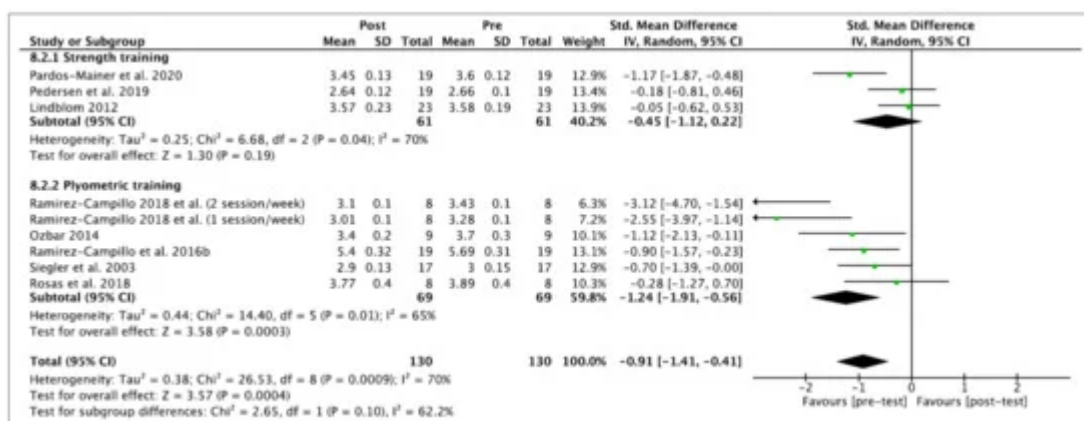 Post Pre Std. Mean Difference Std. Mean Difference
Study or Subgroup Mean SD Total Mean SD Total Weight IV, Random, 95% CI IV, Random, 95% CI
8.2.1 Strength training
Pardos-Mainer et al. 2020 3.45 0.13 19 3.6 0.12 19 12.9% -1.17 [-1.87, -0.48]
Pedersen et al. 2019 2.64 0.12 19 2.66 0.1 19 13.4% -0.18 [-0.81, 0.46]
Lindblom 2012 3.57 0.23 23 3.58 0.19 23 13.9% -0.05 [-0.62, 0.53]
Subtotal (95% CI) 61 61 40.2% -0.45 [-1.12, 0.22]
Heterogeneity: Tau² = 0.25; Chi² = 6.68, df = 2 (P = 0.04); I² = 70%
Test for overall effect: Z = 1.30 (P = 0.19)
8.2.2 Plyometric training
Ramirez-Campillo 2018 et al. (2 session/week) 3.1 0.1 8 3.43 0.1 8 6.3% -3.12 [-4.70, -1.54]
Ramirez-Campillo 2018 et al. (1 session/week) 3.01 0.1 8 3.28 0.1 8 7.2% -2.55 [-3.97, -1.14]
Ozbar 2014 3.4 0.2 9 3.7 0.3 9 10.1% -1.12 [-2.13, -0.11]
Ramirez-Campillo et al. 2016b 5.4 0.32 19 5.69 0.31 19 13.1% -0.90 [-1.57, -0.23]
Siegler et al. 2003 2.9 0.13 17 3 0.15 17 12.9% -0.70 [-1.39, -0.00]
Rosas et al. 2018 3.77 0.4 8 3.89 0.4 8 10.3% -0.28 [-1.27, 0.70]
Subtotal (95% CI) 69 69 59.8% -1.24 [-1.91, -0.56]
Heterogeneity: Tau² = 0.44; Chi² = 14.40, df = 5 (P = 0.01); I² = 65%
Test for overall effect: Z = 3.58 (P = 0.0003)
Total (95% CI) 130 130 100.0% -0.91 [-1.41, -0.41]
Heterogeneity: Tau² = 0.38; Chi² = 26.53, df = 8 (P = 0.0009); I² = 70%
Test for overall effect: Z = 3.57 (P = 0.0004)
Test for subgroup differences: Chi² = 2.65, df = 1 (P = 0.10), I² = 62.2%
-2 -1 0 1 2
Favours [pre-test] Favours [post-test]